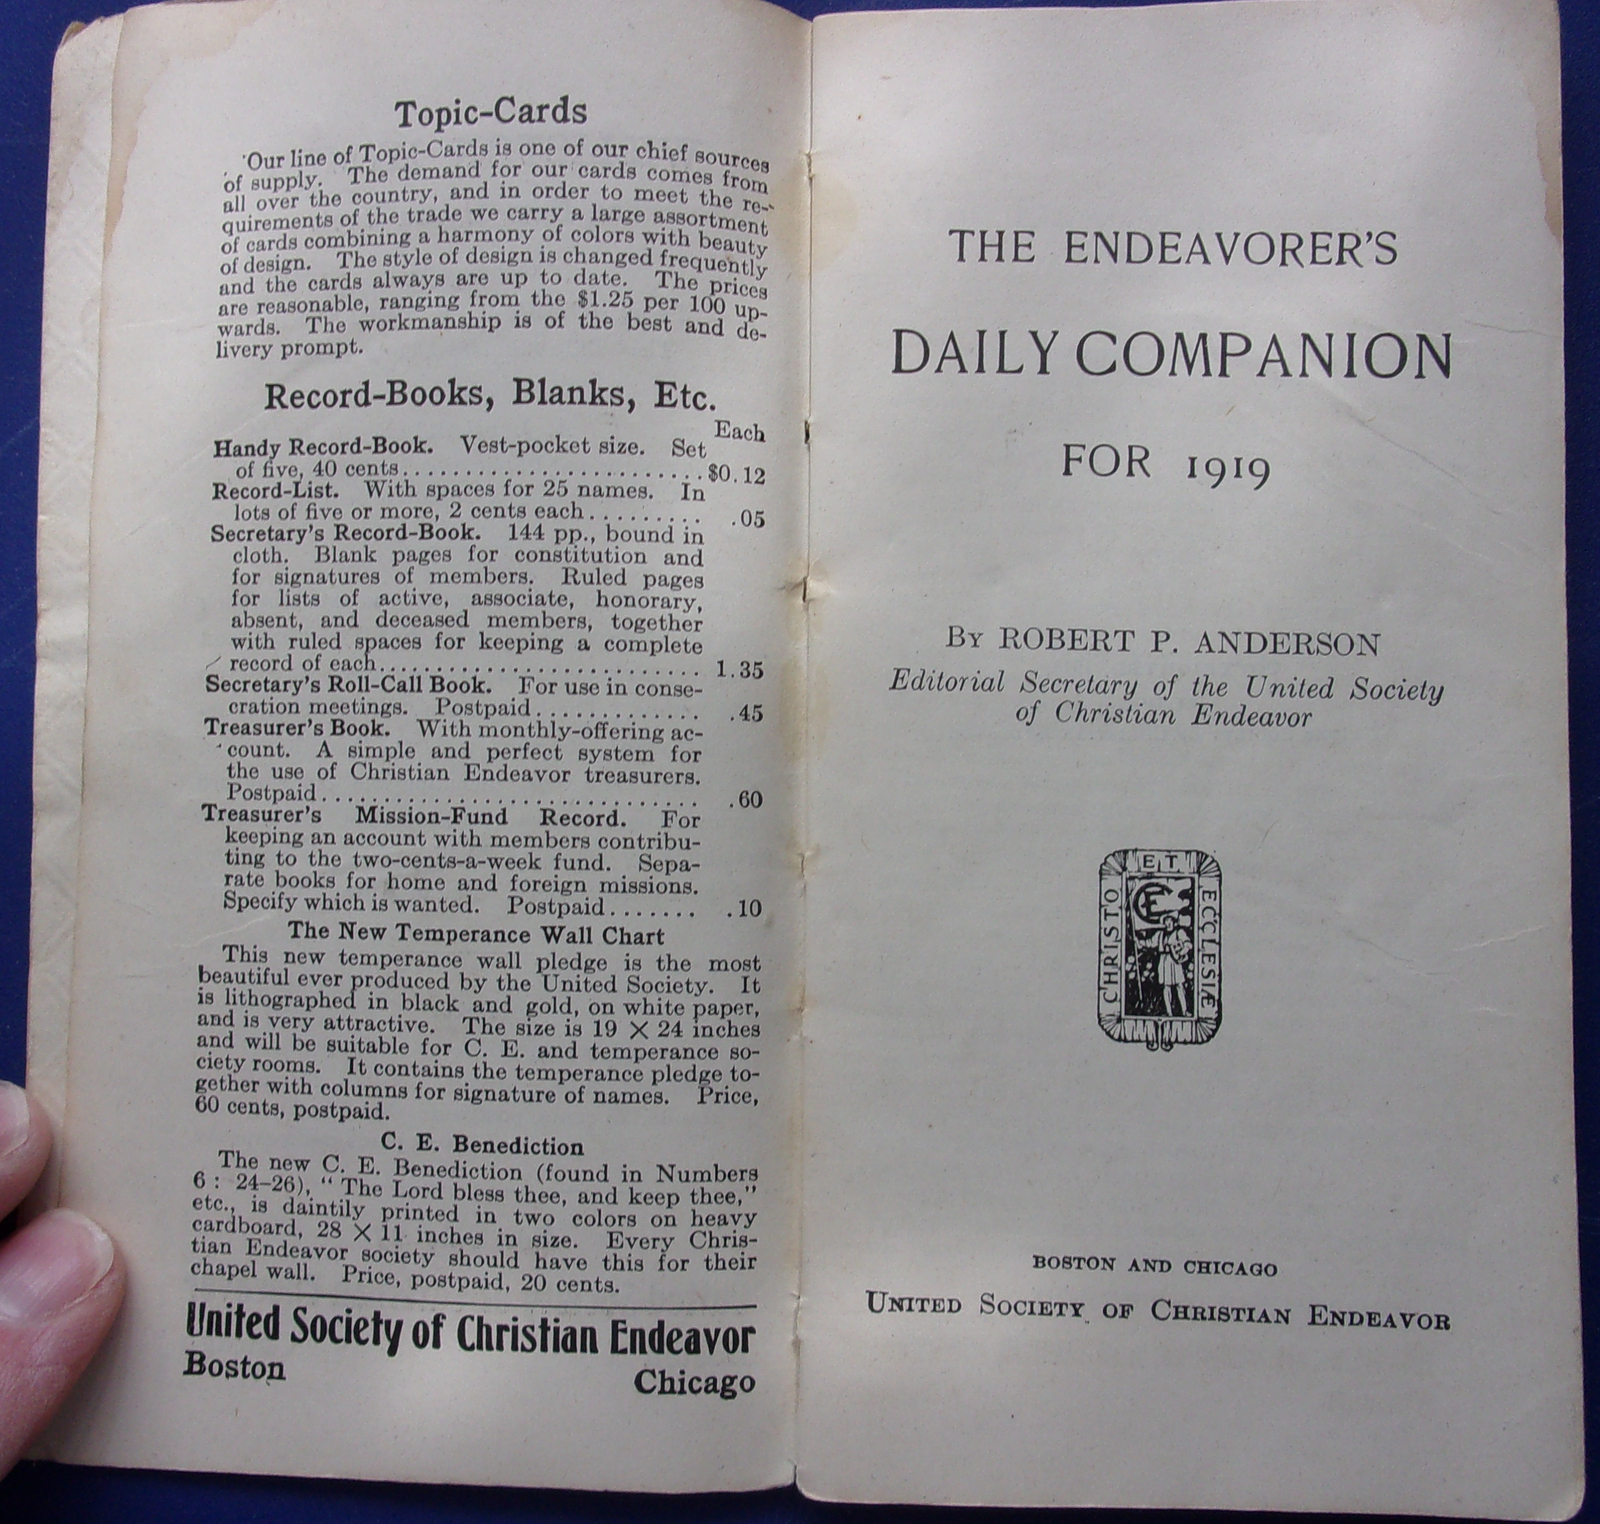 Topic-Cards
Our line of Topic-Cards is one of our chief sources
of supply. The demand for our cards comes from
all over the country, and in order to meet the re-
quirements of the trade we carry a large assortment
of cards combining a harmony of colors with beauty
of design. The style of design is changed frequently
and the cards always are up to date. The prices
are reasonable, ranging from the $1.25 per 100 up-
wards. The workmanship is of the best and de-
livery prompt.
Record-Books, Blanks, Etc.
Each
Handy Record-Book. Vest-pocket size. Set
of five, 40 cents........................$0.12
Record-List. With spaces for 25 names. In
lots of five or more, 2 cents each......... .05
Secretary's Record-Book. 144 pp., bound in
cloth. Blank pages for constitution and
for signatures of members. Ruled pages
for lists of active, associate, honorary,
absent, and deceased members, together
with ruled spaces for keeping a complete
record of each......................... 1.35
Secretary's Roll-Call Book. For use in conse-
cration meetings. Postpaid............. .45
Treasurer's Book. With monthly-offering ac-
count. A simple and perfect system for
the use of Christian Endeavor treasurers.
Postpaid.............................. .60
Treasurer's Mission-Fund Record. For
keeping an account with members contribu-
ting to the two-cents-a-week fund. Sepa-
rate books for home and foreign missions.
Specify which is wanted. Postpaid....... .10
The New Temperance Wall Chart
This new temperance wall pledge is the most
beautiful ever produced by the United Society. It
is lithographed in black and gold, on white paper,
and is very attractive. The size is 19 × 24 inches
and will be suitable for C. E. and temperance so-
ciety rooms. It contains the temperance pledge to-
gether with columns for signature of names. Price,
60 cents, postpaid.
C. E. Benediction
The new C. E. Benediction (found in Numbers
6 : 24-26), "The Lord bless thee, and keep thee,"
etc., is daintily printed in two colors on heavy
cardboard, 28 × 11 inches in size. Every Chris-
tian Endeavor society should have this for their
chapel wall. Price, postpaid, 20 cents.
United Society of Christian Endeavor
Boston Chicago
THE ENDEAVORER'S
DAILY COMPANION
FOR 1919
By ROBERT P. ANDERSON
Editorial Secretary of the United Society
of Christian Endeavor
CHRISTO
ET
ECCLESIÆ
CE
BOSTON AND CHICAGO
UNITED SOCIETY OF CHRISTIAN ENDEAVOR